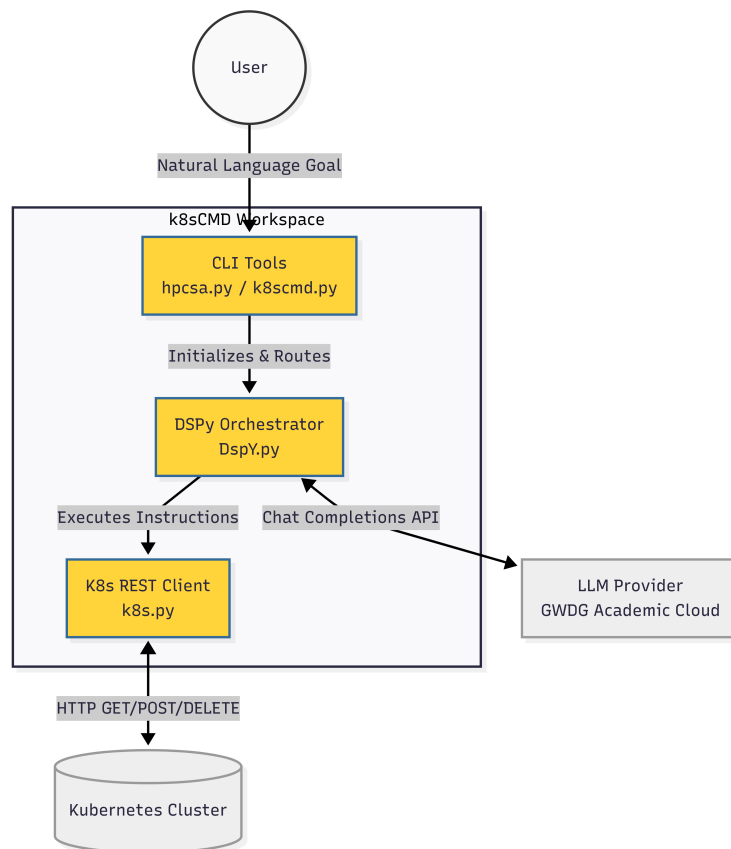 User
Natural Language Goal
k8sCMD Workspace
CLI Tools
hpcsa.py / k8scmd.py
Initializes & Routes
DSPy Orchestrator
DspY.py
Executes Instructions
Chat Completions API
K8s REST Client
k8s.py
LLM Provider
GWDG Academic Cloud
HTTP GET/POST/DELETE
Kubernetes Cluster